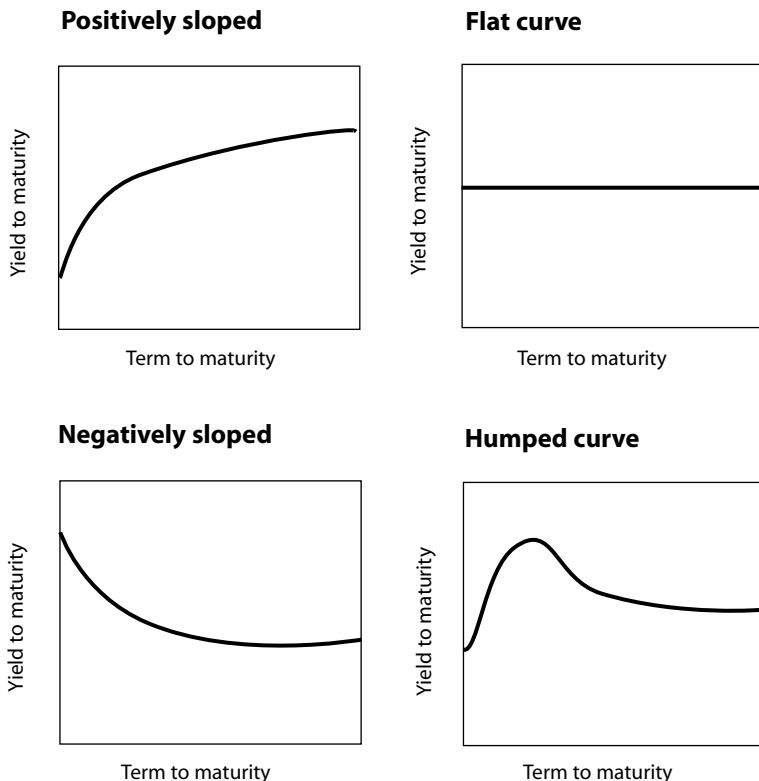 Positively sloped
Flat curve
Yield to maturity
Yield to maturity
Term to maturity
Term to maturity
Negatively sloped
Humped curve
Yield to maturity
Yield to maturity
Term to maturity
Term to maturity